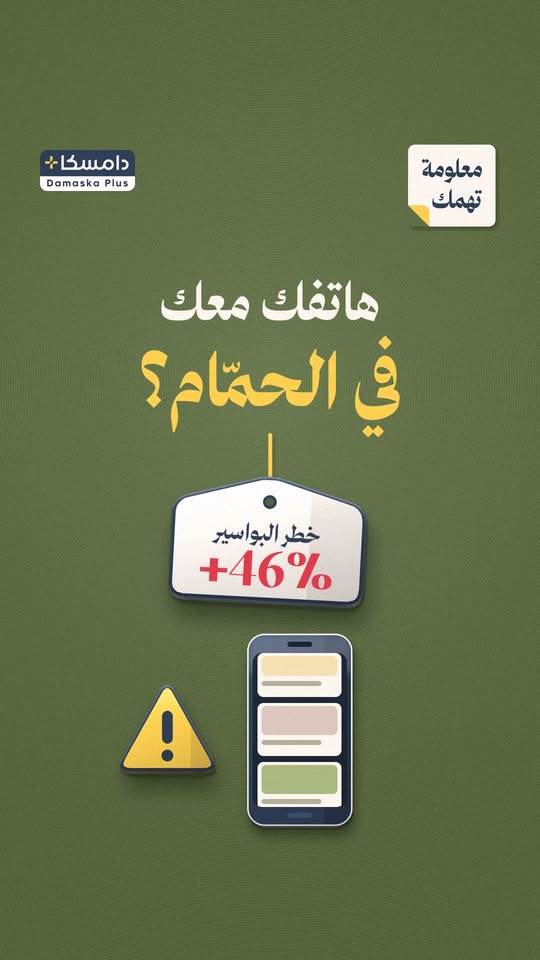 دامسكا+
Damaska Plus
معلومة
تهمك
هاتفك معك
في الحمّام؟
خطر البواسير
+46%